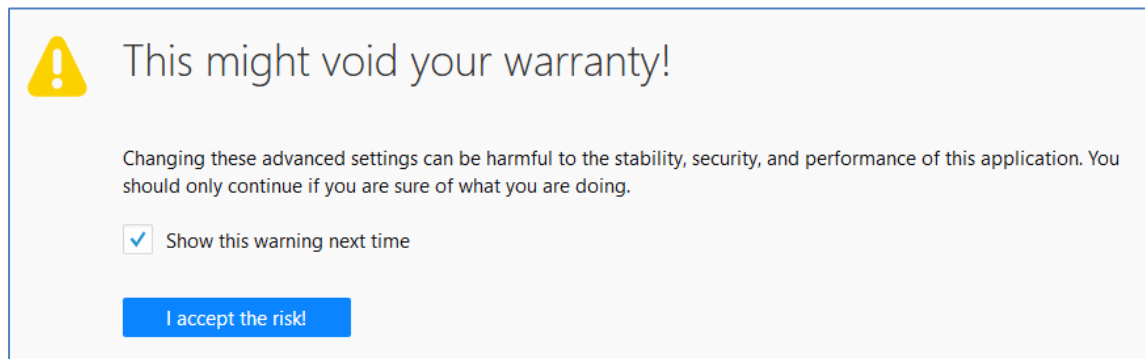 This might void your warranty!
Changing these advanced settings can be harmful to the stability, security, and performance of this application. You
should only continue if you are sure of what you are doing.
Show this warning next time
I accept the risk!